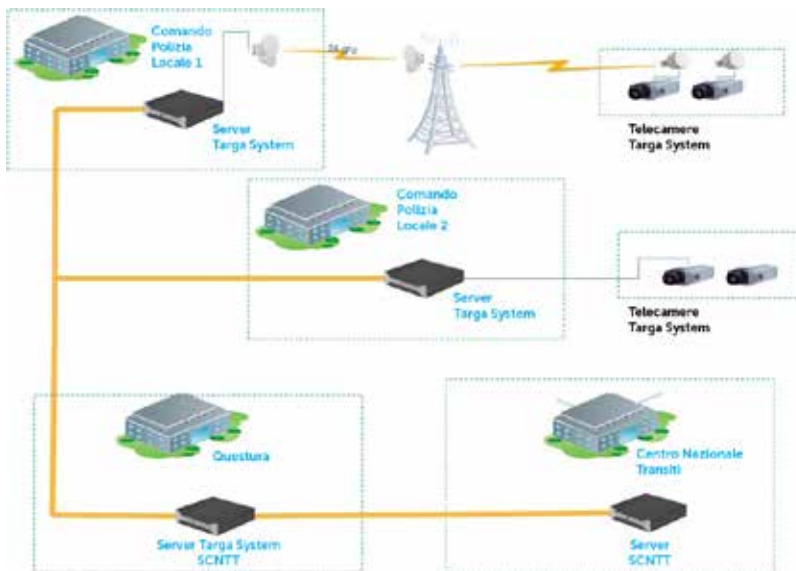 Comando
Polizia
Locale 1
Server
Targa System
Telecamere
Targa System
Comando
Polizia
Locale 2
Server
Targa System
Telecamere
Targa System
Questura
Centro Nazionale
Transiti
Server Targa System
SCNTT
Server
SCNTT